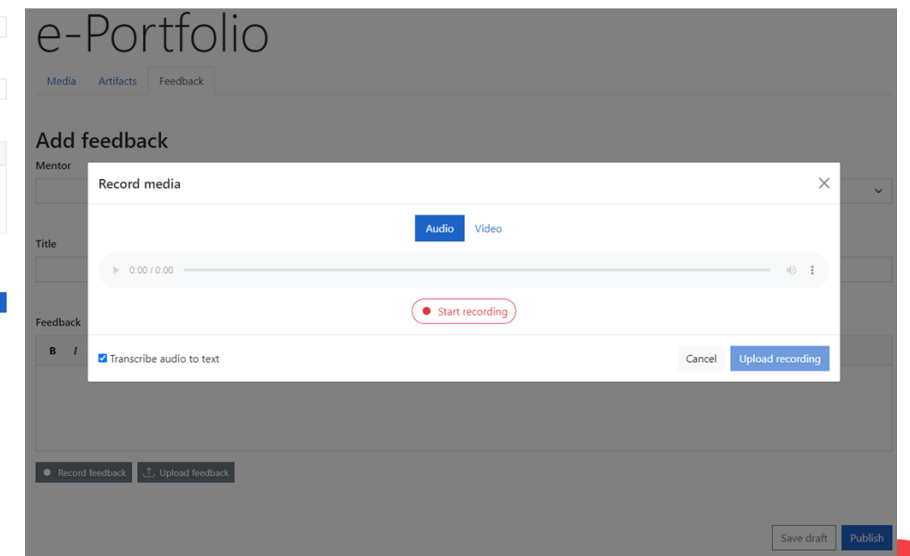 e-Portfolio
Media Artifacts Feedback
Add feedback
Mentor
Record media
Audio Video
Title
0:00 / 0:00
Start recording
Feedback
B I
Transcribe audio to text Cancel Upload recording
Record feedback Upload feedback
Save draft Publish